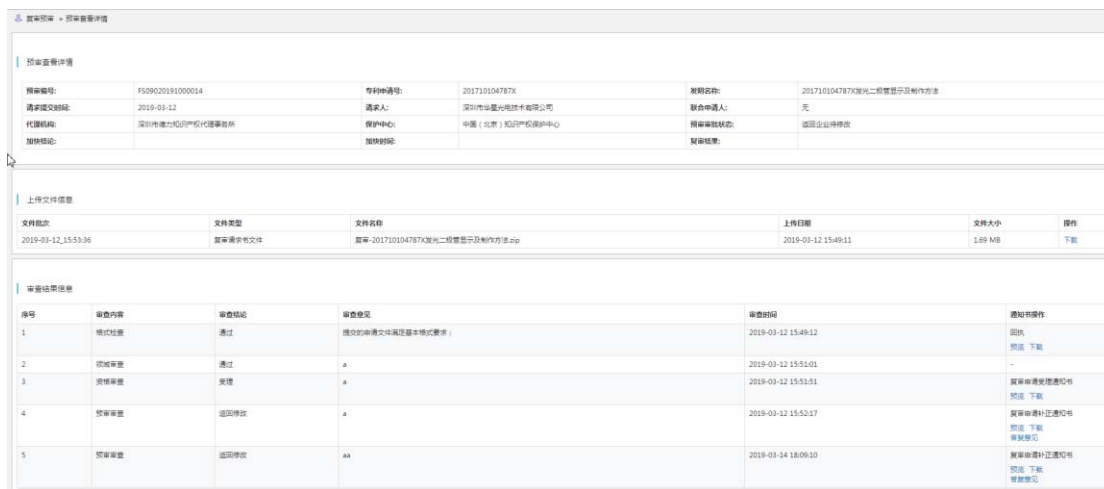 复审预审 » 预审查看详情
预审查看详情
预审编号: FS09020191000014 专利申请号: 201710104787X 发明名称: 201710104787X发光二极管显示及制作方法
请求提交时间: 2019-03-12 请求人: 深圳市华星光电技术有限公司 联合申请人: 无
代理机构: 深圳市德力知识产权代理事务所 保护中心: 中国(北京)知识产权保护中心 预审审批状态: 返回企业待修改
加快结论: 加快时间: 复审结果:
上传文件信息
文件批次 文件类型 文件名称 上传日期 文件大小 操作
2019-03-12_15:53:36 复审请求书文件 复审-201710104787X发光二极管显示及制作方法.zip 2019-03-12 15:49:11 1.69 MB 下载
审查结果信息
序号 审查内容 审查结论 审查意见 审查时间 通知书操作
1 格式检查 通过 提交的申请文件满足基本格式要求; 2019-03-12 15:49:12 回执
预览 下载
2 领域审查 通过 a 2019-03-12 15:51:01 -
3 资格审查 受理 a 2019-03-12 15:51:51 复审申请受理通知书
预览 下载
4 预审审查 返回修改 a 2019-03-12 15:52:17 复审申请补正通知书
预览 下载
答复意见
5 预审审查 返回修改 aa 2019-03-14 18:09:10 复审申请补正通知书
预览 下载
答复意见